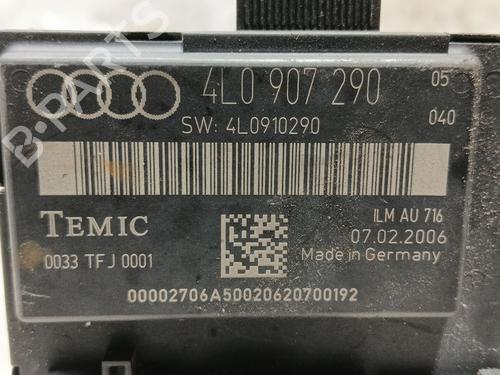 4L0 907 290 05
SW: 4L0910290 040
TEMIC ILM AU 716
07.02.2006
0033 TFJ 0001 Made in Germany
00002706A50020620700192
B-PARTS